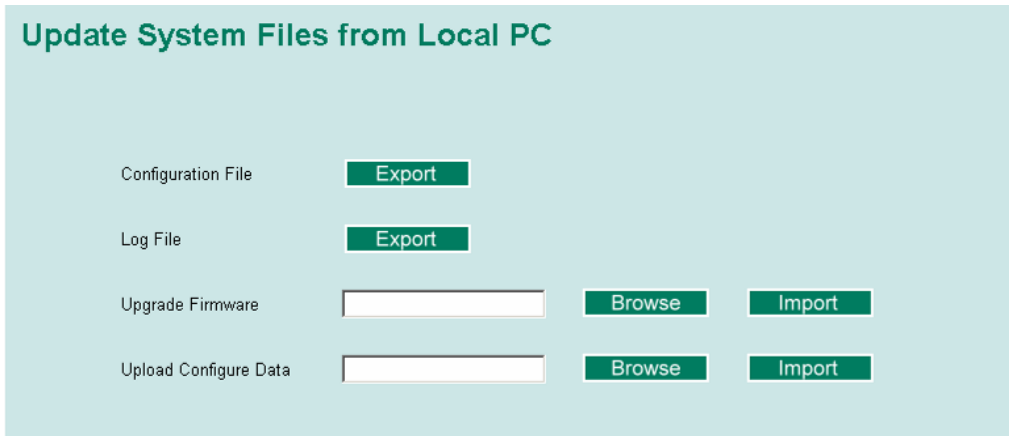 Update System Files from Local PC
Configuration File Export
Log File Export
Upgrade Firmware Browse Import
Upload Configure Data Browse Import